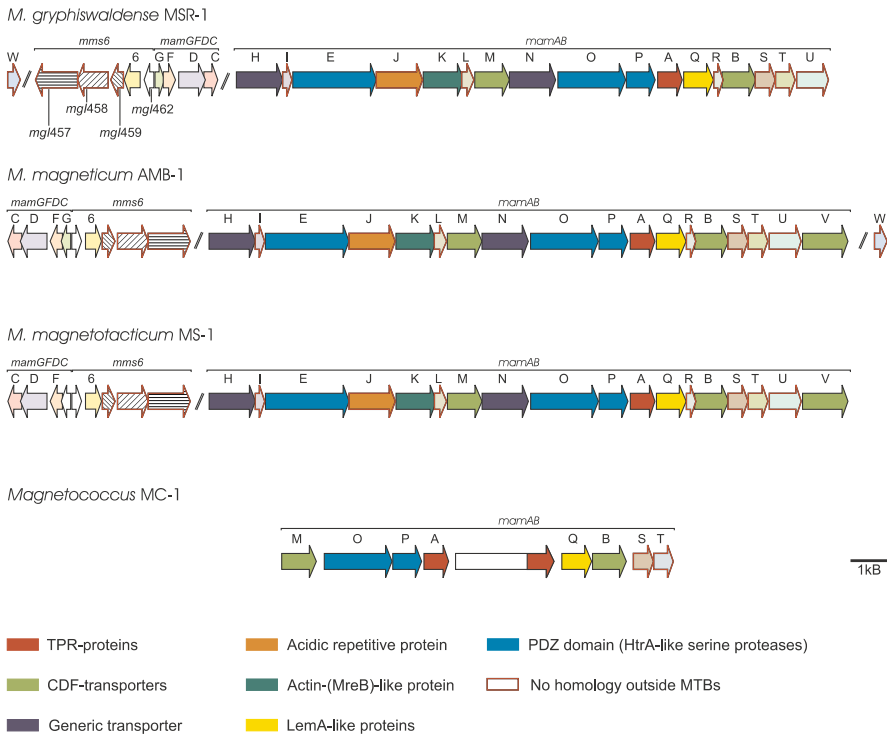 M. gryphiswaldense MSR-1
mms6 mamGFDC mamAB
W 6 G F D C H I E J K L M N O P A Q R B S T U
// //
mgl457 mgl458 mgl459 mgl462
M. magneticum AMB-1
mamGFDC mms6 mamAB
C D F G 6 H I E J K L M N O P A Q R B S T U V W
// //
M. magnetotacticum MS-1
mamGFDC mms6 mamAB
C D F 6 H I E J K L M N O P A Q R B S T U V
//
Magnetococcus MC-1
mamAB
M O P A Q B S T
1kB
TPR-proteins Acidic repetitive protein PDZ domain (HtrA-like serine proteases)
CDF-transporters Actin-(MreB)-like protein No homology outside MTBs
Generic transporter LemA-like proteins